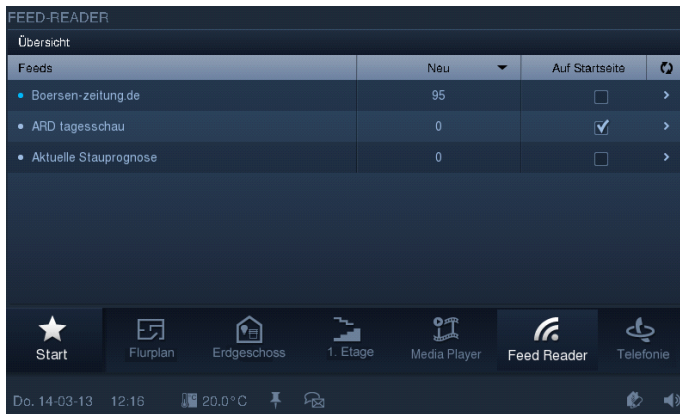 FEED-READER
Übersicht
Feeds Neu Auf Startseite
Boersen-zeitung.de 95
ARD tagesschau 0
Aktuelle Stauprognose 0
Start Flurplan Erdgeschoss 1. Etage Media Player Feed Reader Telefonie
Do. 14-03-13 12:16 20.0°C